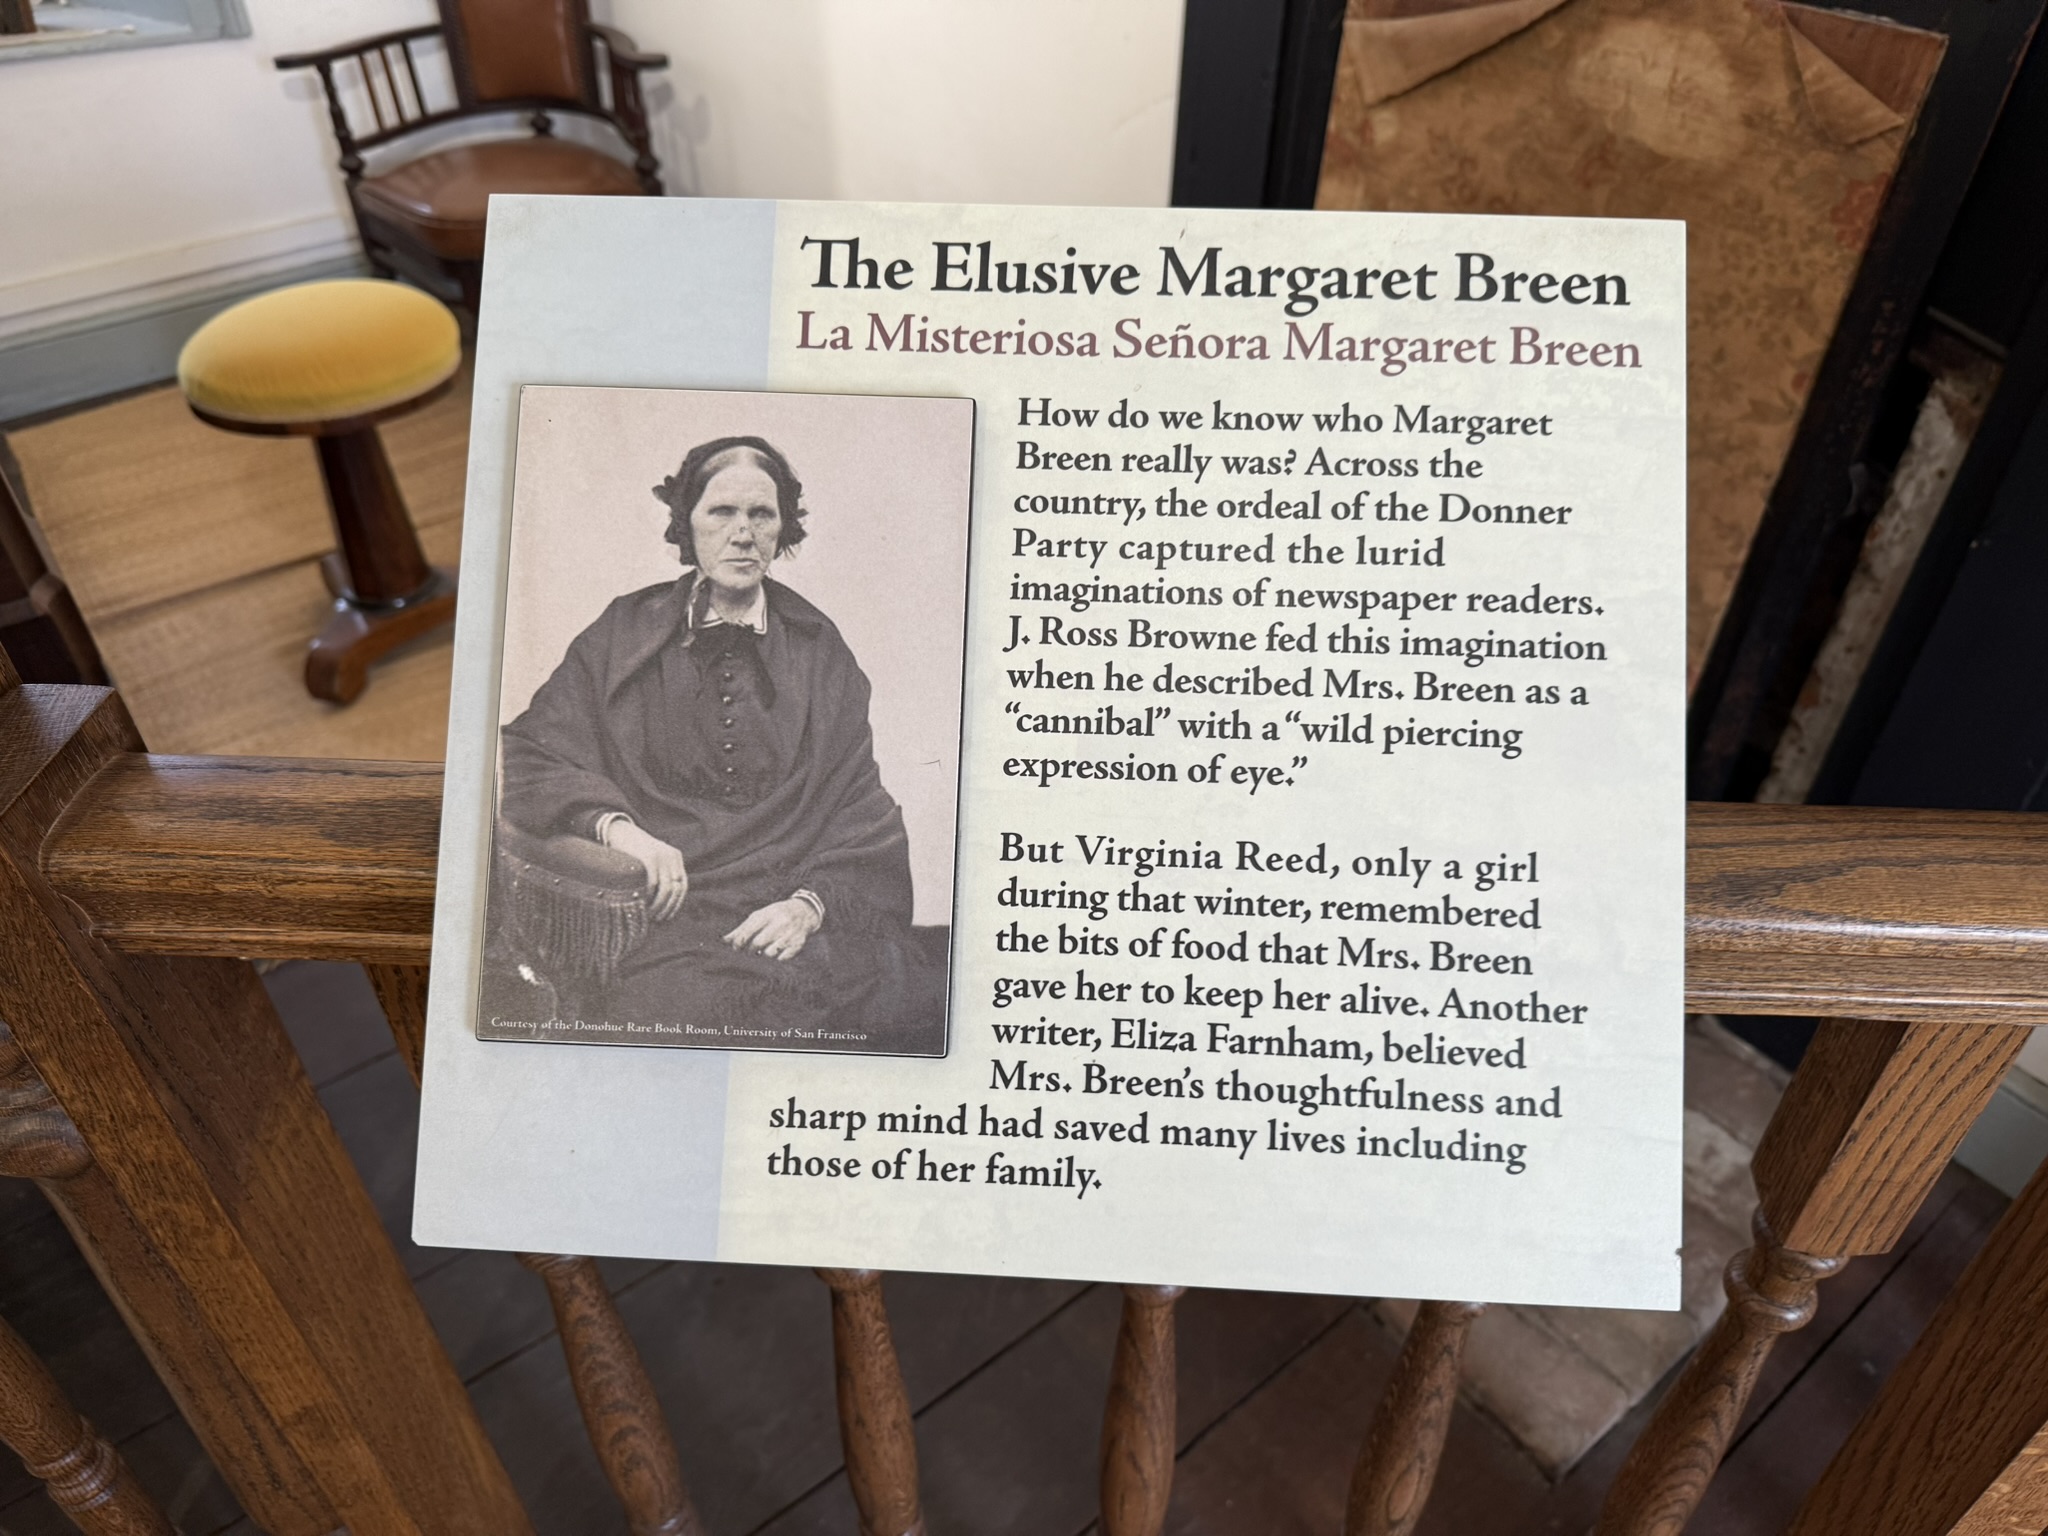 The Elusive Margaret Breen
La Misteriosa Señora Margaret Breen
How do we know who Margaret
Breen really was? Across the
country, the ordeal of the Donner
Party captured the lurid
imaginations of newspaper readers.
J. Ross Browne fed this imagination
when he described Mrs. Breen as a
“cannibal” with a “wild piercing
expression of eye.”
But Virginia Reed, only a girl
during that winter, remembered
the bits of food that Mrs. Breen
gave her to keep her alive. Another
writer, Eliza Farnham, believed
Mrs. Breen’s thoughtfulness and
sharp mind had saved many lives including
those of her family.
Courtesy of the Donohue Rare Book Room, University of San Francisco